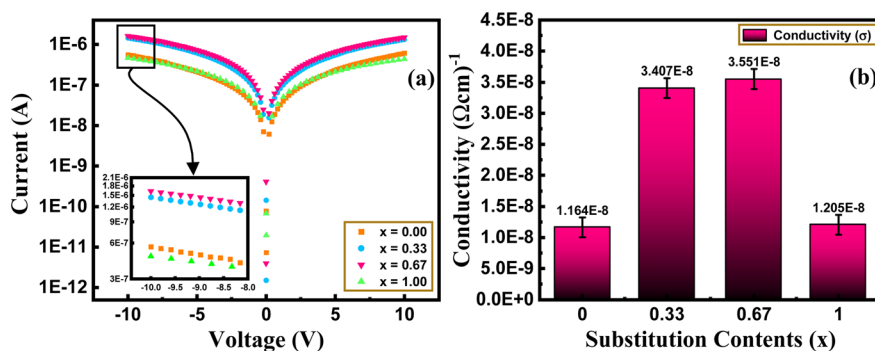 Current (A)
1E-6
1E-7
1E-8
1E-9
1E-10
1E-11
1E-12
(a)
2.1E-6
1.8E-6
1.5E-6
1.2E-6
9E-7
6E-7
3E-7
-10.0 -9.5 -9.0 -8.5 -8.0
x = 0.00
x = 0.33
x = 0.67
x = 1.00
-10 -5 0 5 10
Voltage (V)
Conductivity (Ωcm)-1
4.5E-8
4.0E-8
3.5E-8
3.0E-8
2.5E-8
2.0E-8
1.5E-8
1.0E-8
5.0E-9
0.0E+0
Conductivity (σ)
(b)
1.164E-8
3.407E-8
3.551E-8
1.205E-8
0 0.33 0.67 1
Substitution Contents (x)